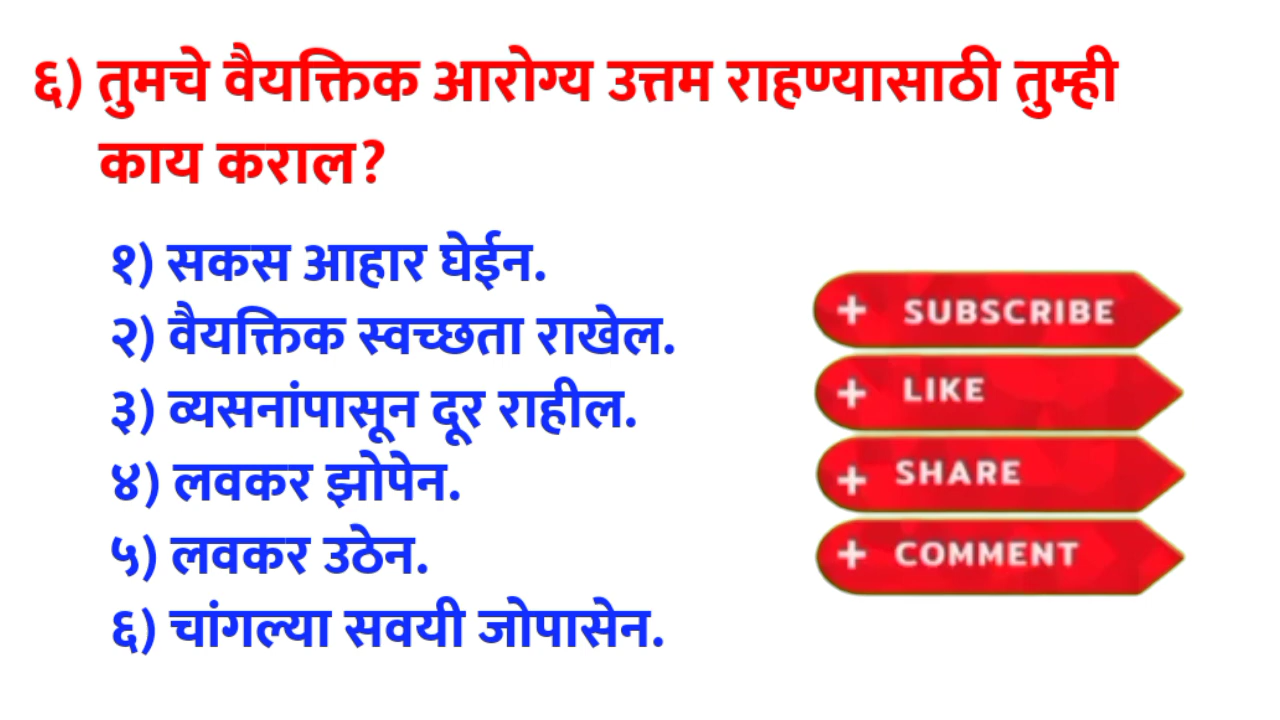 ६) तुमचे वैयक्तिक आरोग्य उत्तम राहण्यासाठी तुम्ही
काय कराल?
१) सकस आहार घेईन.
२) वैयक्तिक स्वच्छता राखेल.
३) व्यसनांपासून दूर राहील.
४) लवकर झोपेन.
५) लवकर उठेन.
६) चांगल्या सवयी जोपासेन.
+ SUBSCRIBE
+ LIKE
+ SHARE
+ COMMENT